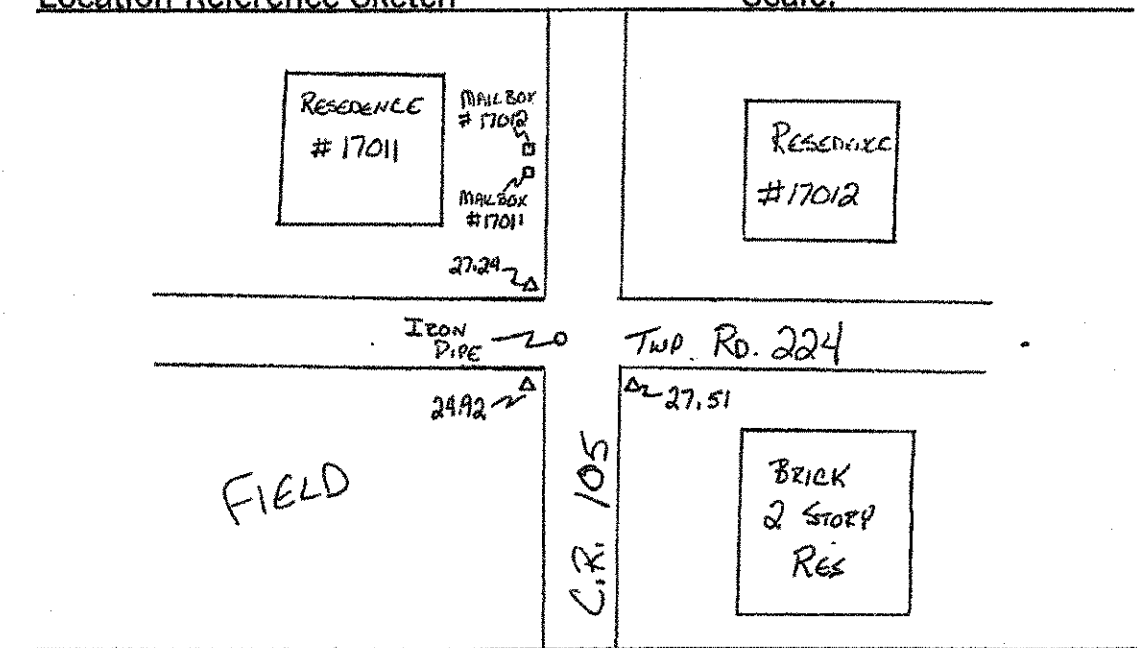 Location Reference Sketch
Scale:
RESEDENCE
# 17011
MAILBOX
# 17012
MAILBOX
#17011
RESEDENCE
#17012
27.24
IRON
PIPE
TWP. RD. 224
24.92
27.51
FIELD
C.R. 105
BRICK
2 STORY
RES